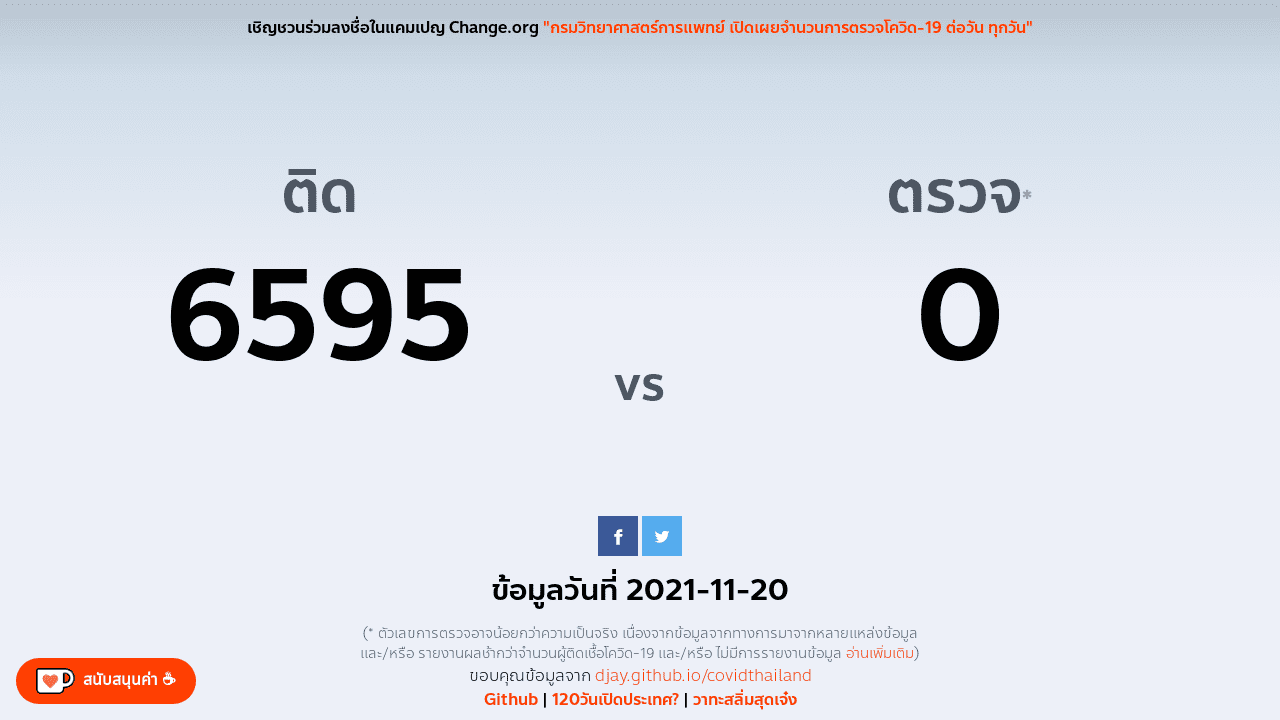 เชิญชวนร่วมลงชื่อในแคมเปญ Change.org "กรมวิทยาศาสตร์การแพทย์ เปิดเผยจำนวนการตรวจโควิด-19 ต่อวัน ทุกวัน"
ติด
6595
vs
ตรวจ*
0
ข้อมูลวันที่ 2021-11-20
(* ตัวเลขการตรวจอาจน้อยกว่าความเป็นจริง เนื่องจากข้อมูลจากทางการมาจากหลายแหล่งข้อมูล
และ/หรือ รายงานผลช้ากว่าจำนวนผู้ติดเชื้อโควิด-19 และ/หรือ ไม่มีการรายงานข้อมูล อ่านเพิ่มเติม)
ขอบคุณข้อมูลจาก djay.github.io/covidthailand
Github | 120วันเปิดประเทศ? | วาทะสลิ่มสุดเจ๋ง
สนับสนุนค่า